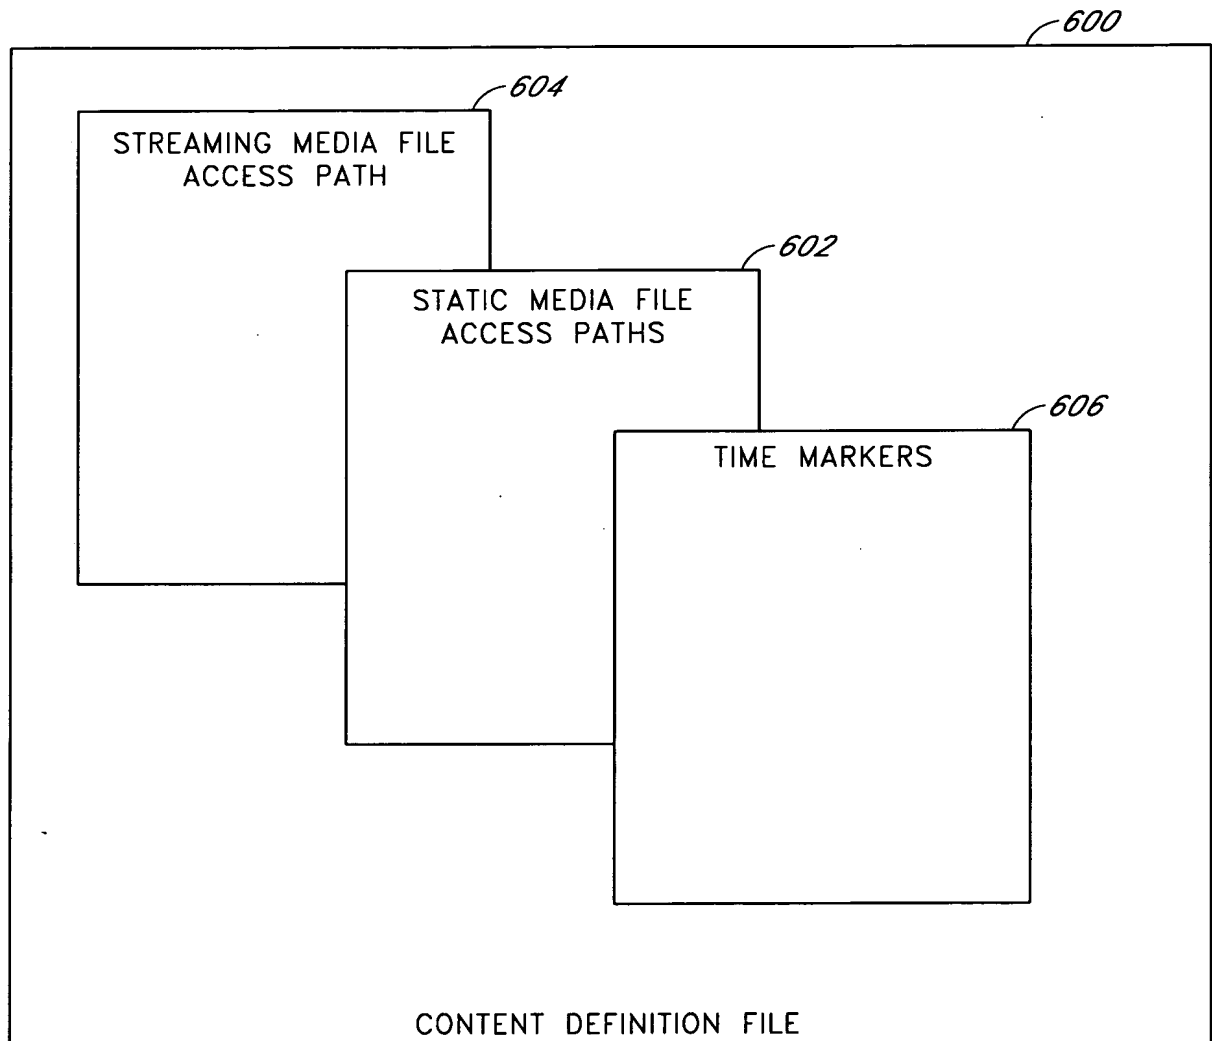 600
604
STREAMING MEDIA FILE
ACCESS PATH
602
STATIC MEDIA FILE
ACCESS PATHS
606
TIME MARKERS
CONTENT DEFINITION FILE